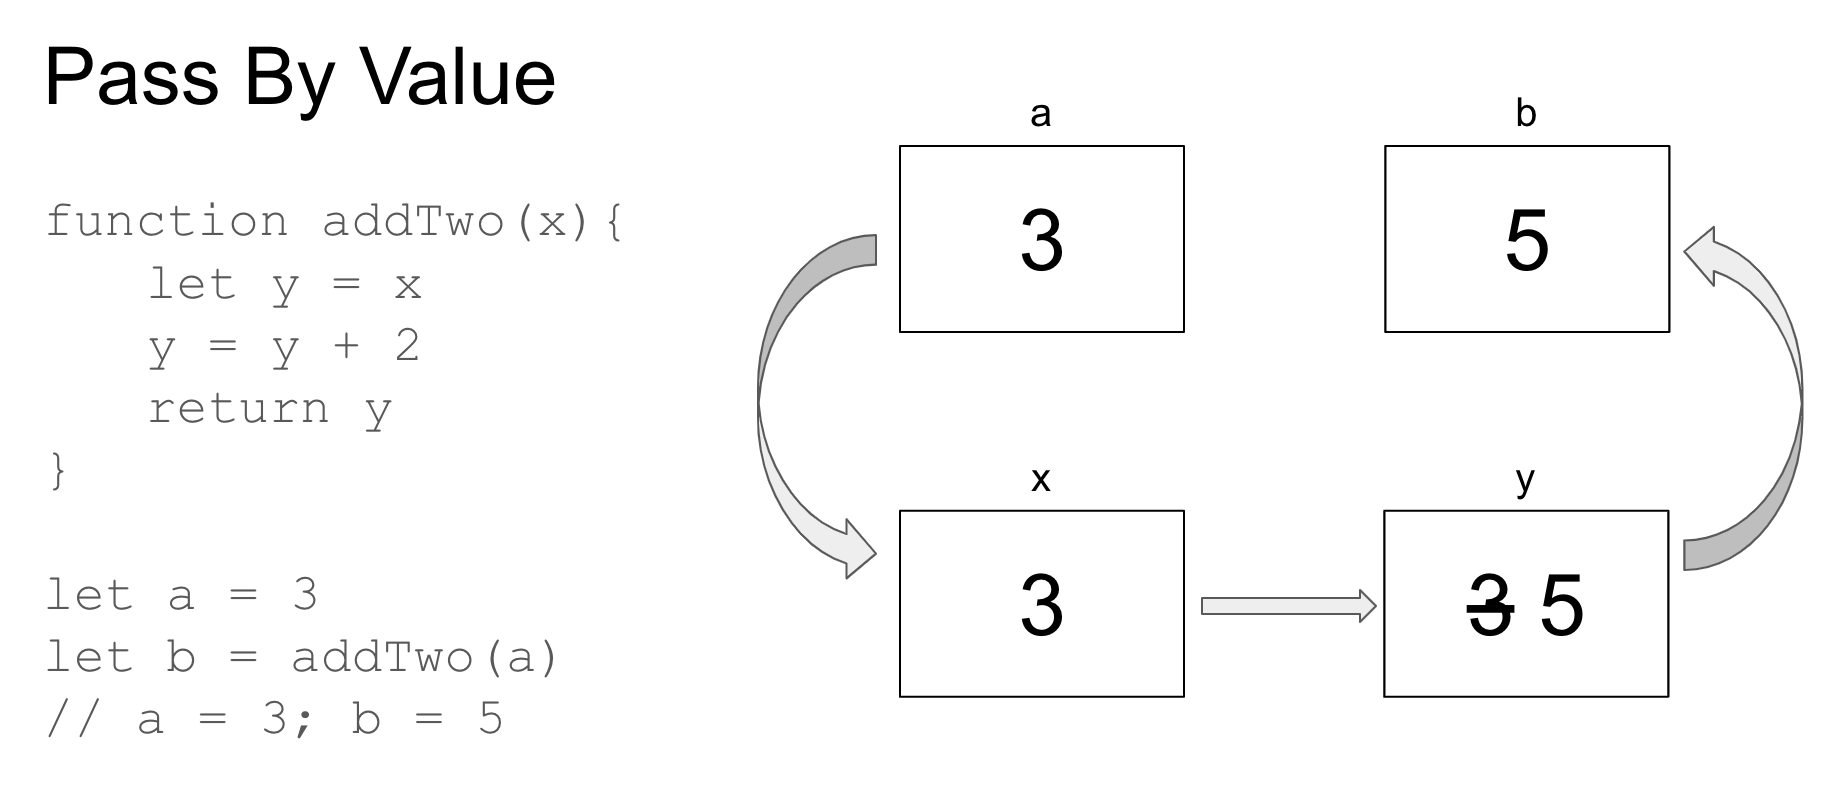 Pass By Value
function addTwo(x){
let y = x
y = y + 2
return y
}
let a = 3
let b = addTwo(a)
// a = 3; b = 5
a
b
3
5
x
y
3
3 5